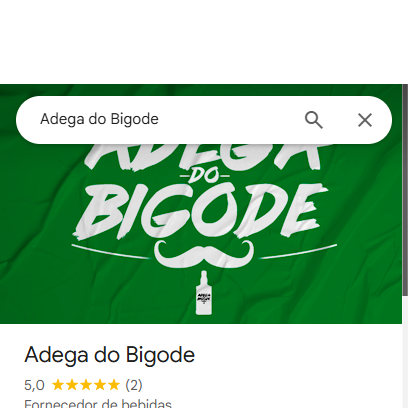 Adega do Bigode
ADEGA
DO
BIGODE
ADEGA
BIGODE
Adega do Bigode
5,0 (2)
Fornecedor de bebidas